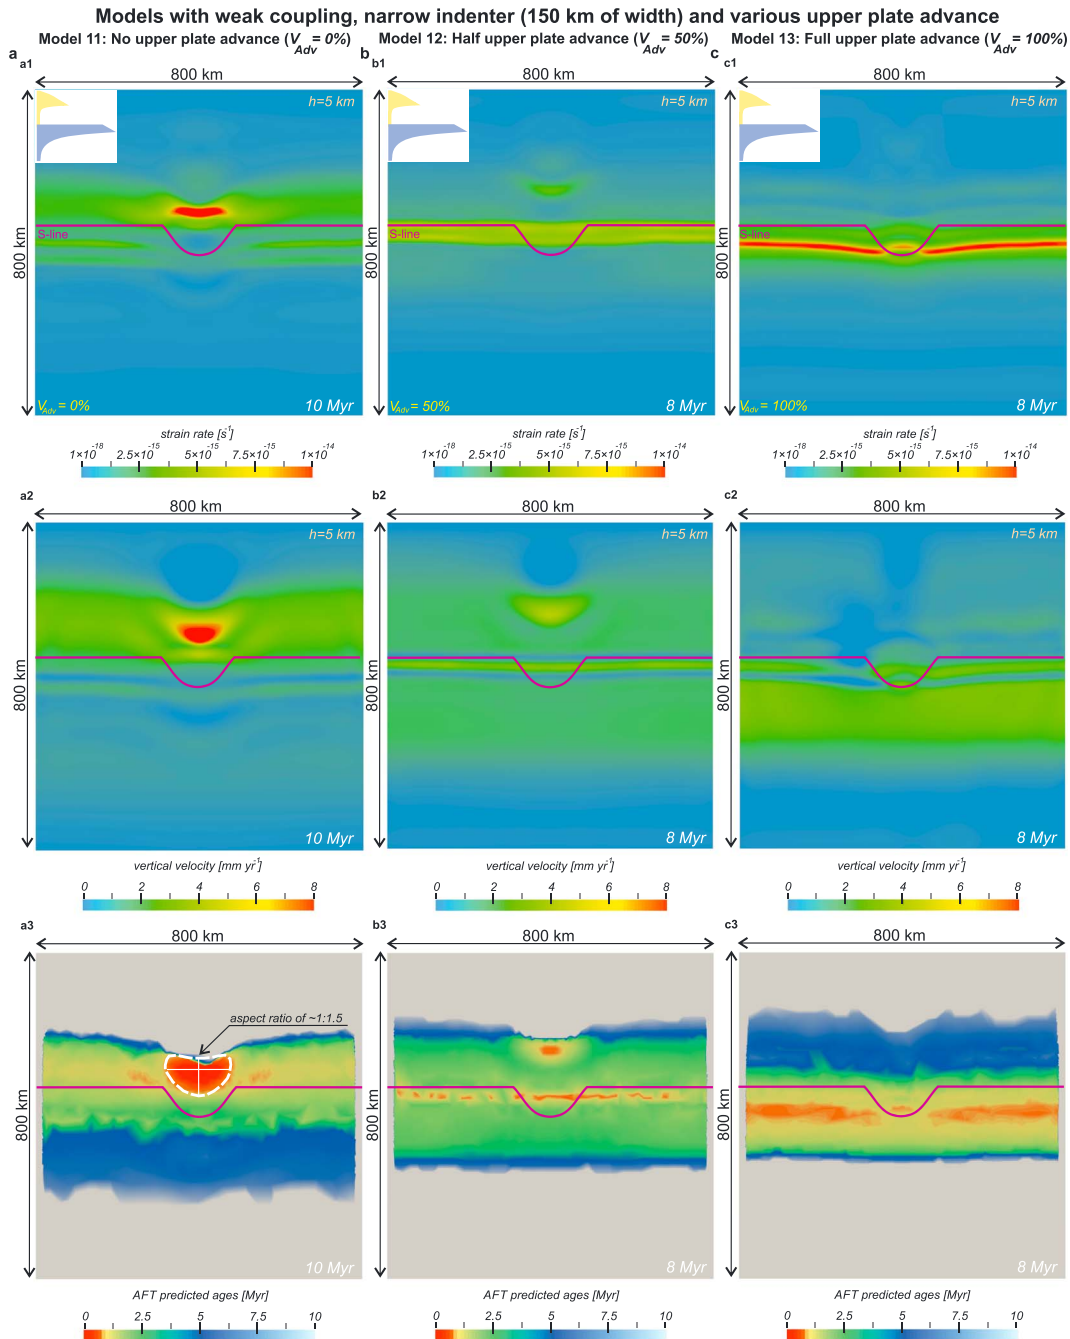 Models with weak coupling, narrow indenter (150 km of width) and various upper plate advance
a Model 11: No upper plate advance (V_Adv = 0%) b Model 12: Half upper plate advance (V_Adv = 50%) c Model 13: Full upper plate advance (V_Adv = 100%)
a1 b1 c1
800 km 800 km 800 km
h=5 km h=5 km h=5 km
S-line S-line S-line
800 km 800 km 800 km
V_Adv = 0% 10 Myr V_Adv = 50% 8 Myr V_Adv = 100% 8 Myr
strain rate [s⁻¹] strain rate [s⁻¹] strain rate [s⁻¹]
1×10⁻¹⁸ 2.5×10⁻¹⁵ 5×10⁻¹⁵ 7.5×10⁻¹⁵ 1×10⁻¹⁴ 1×10⁻¹⁸ 2.5×10⁻¹⁵ 5×10⁻¹⁵ 7.5×10⁻¹⁵ 1×10⁻¹⁴ 1×10⁻¹⁸ 2.5×10⁻¹⁵ 5×10⁻¹⁵ 7.5×10⁻¹⁵ 1×10⁻¹⁴
a2 b2 c2
800 km 800 km 800 km
h=5 km h=5 km h=5 km
800 km 800 km 800 km
10 Myr 8 Myr 8 Myr
vertical velocity [mm yr⁻¹] vertical velocity [mm yr⁻¹] vertical velocity [mm yr⁻¹]
0 2 4 6 8 0 2 4 6 8 0 2 4 6 8
a3 b3 c3
800 km 800 km 800 km
aspect ratio of ~1:1.5
800 km 800 km 800 km
10 Myr 8 Myr 8 Myr
AFT predicted ages [Myr] AFT predicted ages [Myr] AFT predicted ages [Myr]
0 2 5 7 10 0 2 5 7 10 0 2 5 7 10